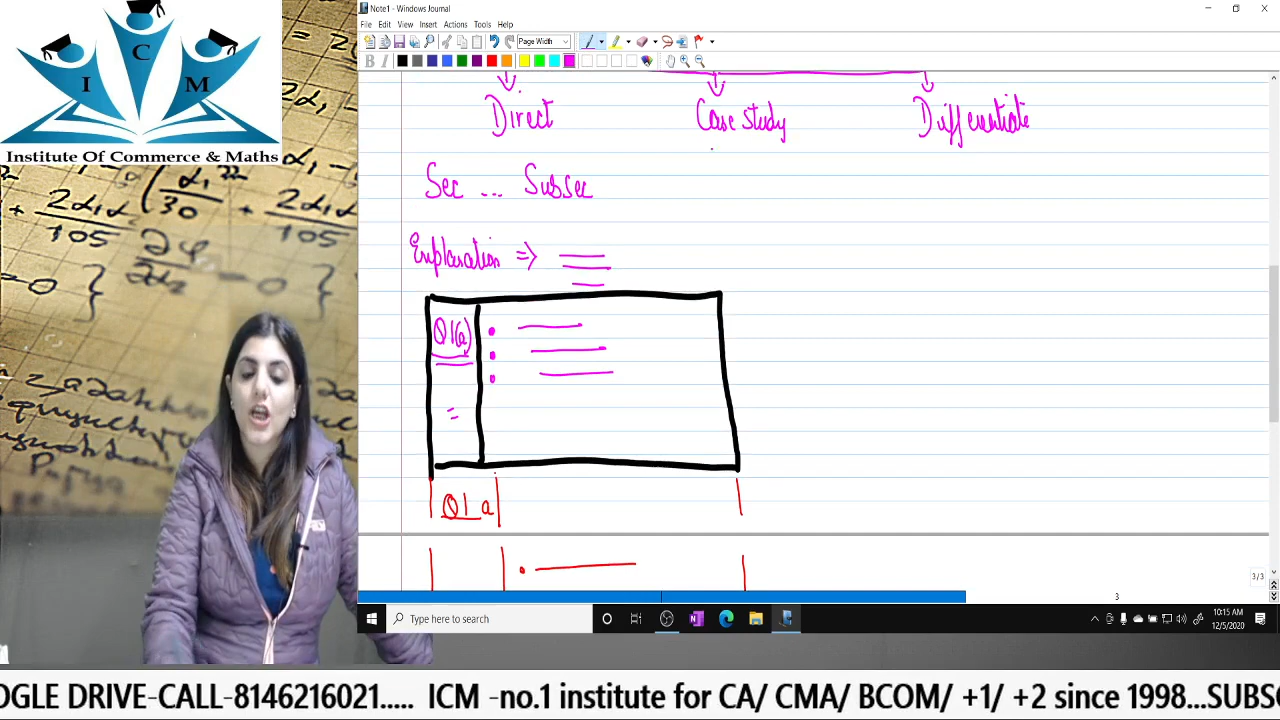 Note1 - Windows Journal
File Edit View Insert Actions Tools Help
Page Width
B I
I C M
Institute Of Commerce & Maths
Direct Case study Differentiate
Sec ... Subsec
Explanation =>
Q1(a)
=
Q1 a
3/3
3
Type here to search
10:15 AM
12/5/2020
OGLE DRIVE-CALL-8146216021..... ICM -no.1 institute for CA/ CMA/ BCOM/ +1/ +2 since 1998...SUBSC